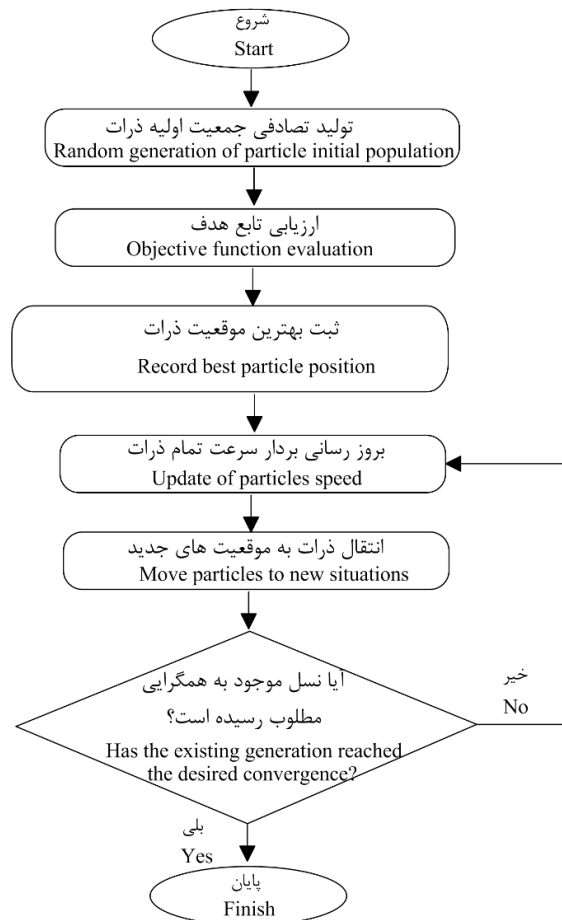 شروع
Start
تولید تصادفی جمعیت اولیه ذرات
Random generation of particle initial population
ارزیابی تابع هدف
Objective function evaluation
ثبت بهترین موقعیت ذرات
Record best particle position
بروز رسانی بردار سرعت تمام ذرات
Update of particles speed
انتقال ذرات به موقعیت های جدید
Move particles to new situations
آیا نسل موجود به همگرایی
مطلوب رسیده است؟
Has the existing generation reached
the desired convergence?
خیر
No
بلی
Yes
پایان
Finish